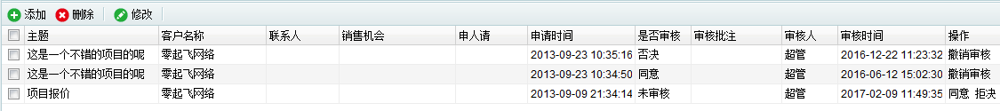 添加 删除 修改
主题 客户名称 联系人 销售机会 申人请 申请时间 是否审核 审核批注 审核人 审核时间 操作
这是一个不错的项目的呢 零起飞网络 2013-09-23 10:35:16 否决 超管 2016-12-22 11:23:32 撤销审核
这是一个不错的项目的呢 零起飞网络 2013-09-23 10:34:50 同意 超管 2016-06-12 15:02:30 撤销审核
项目报价 零起飞网络 2013-09-09 21:34:14 未审核 超管 2017-02-09 11:49:35 同意 拒决